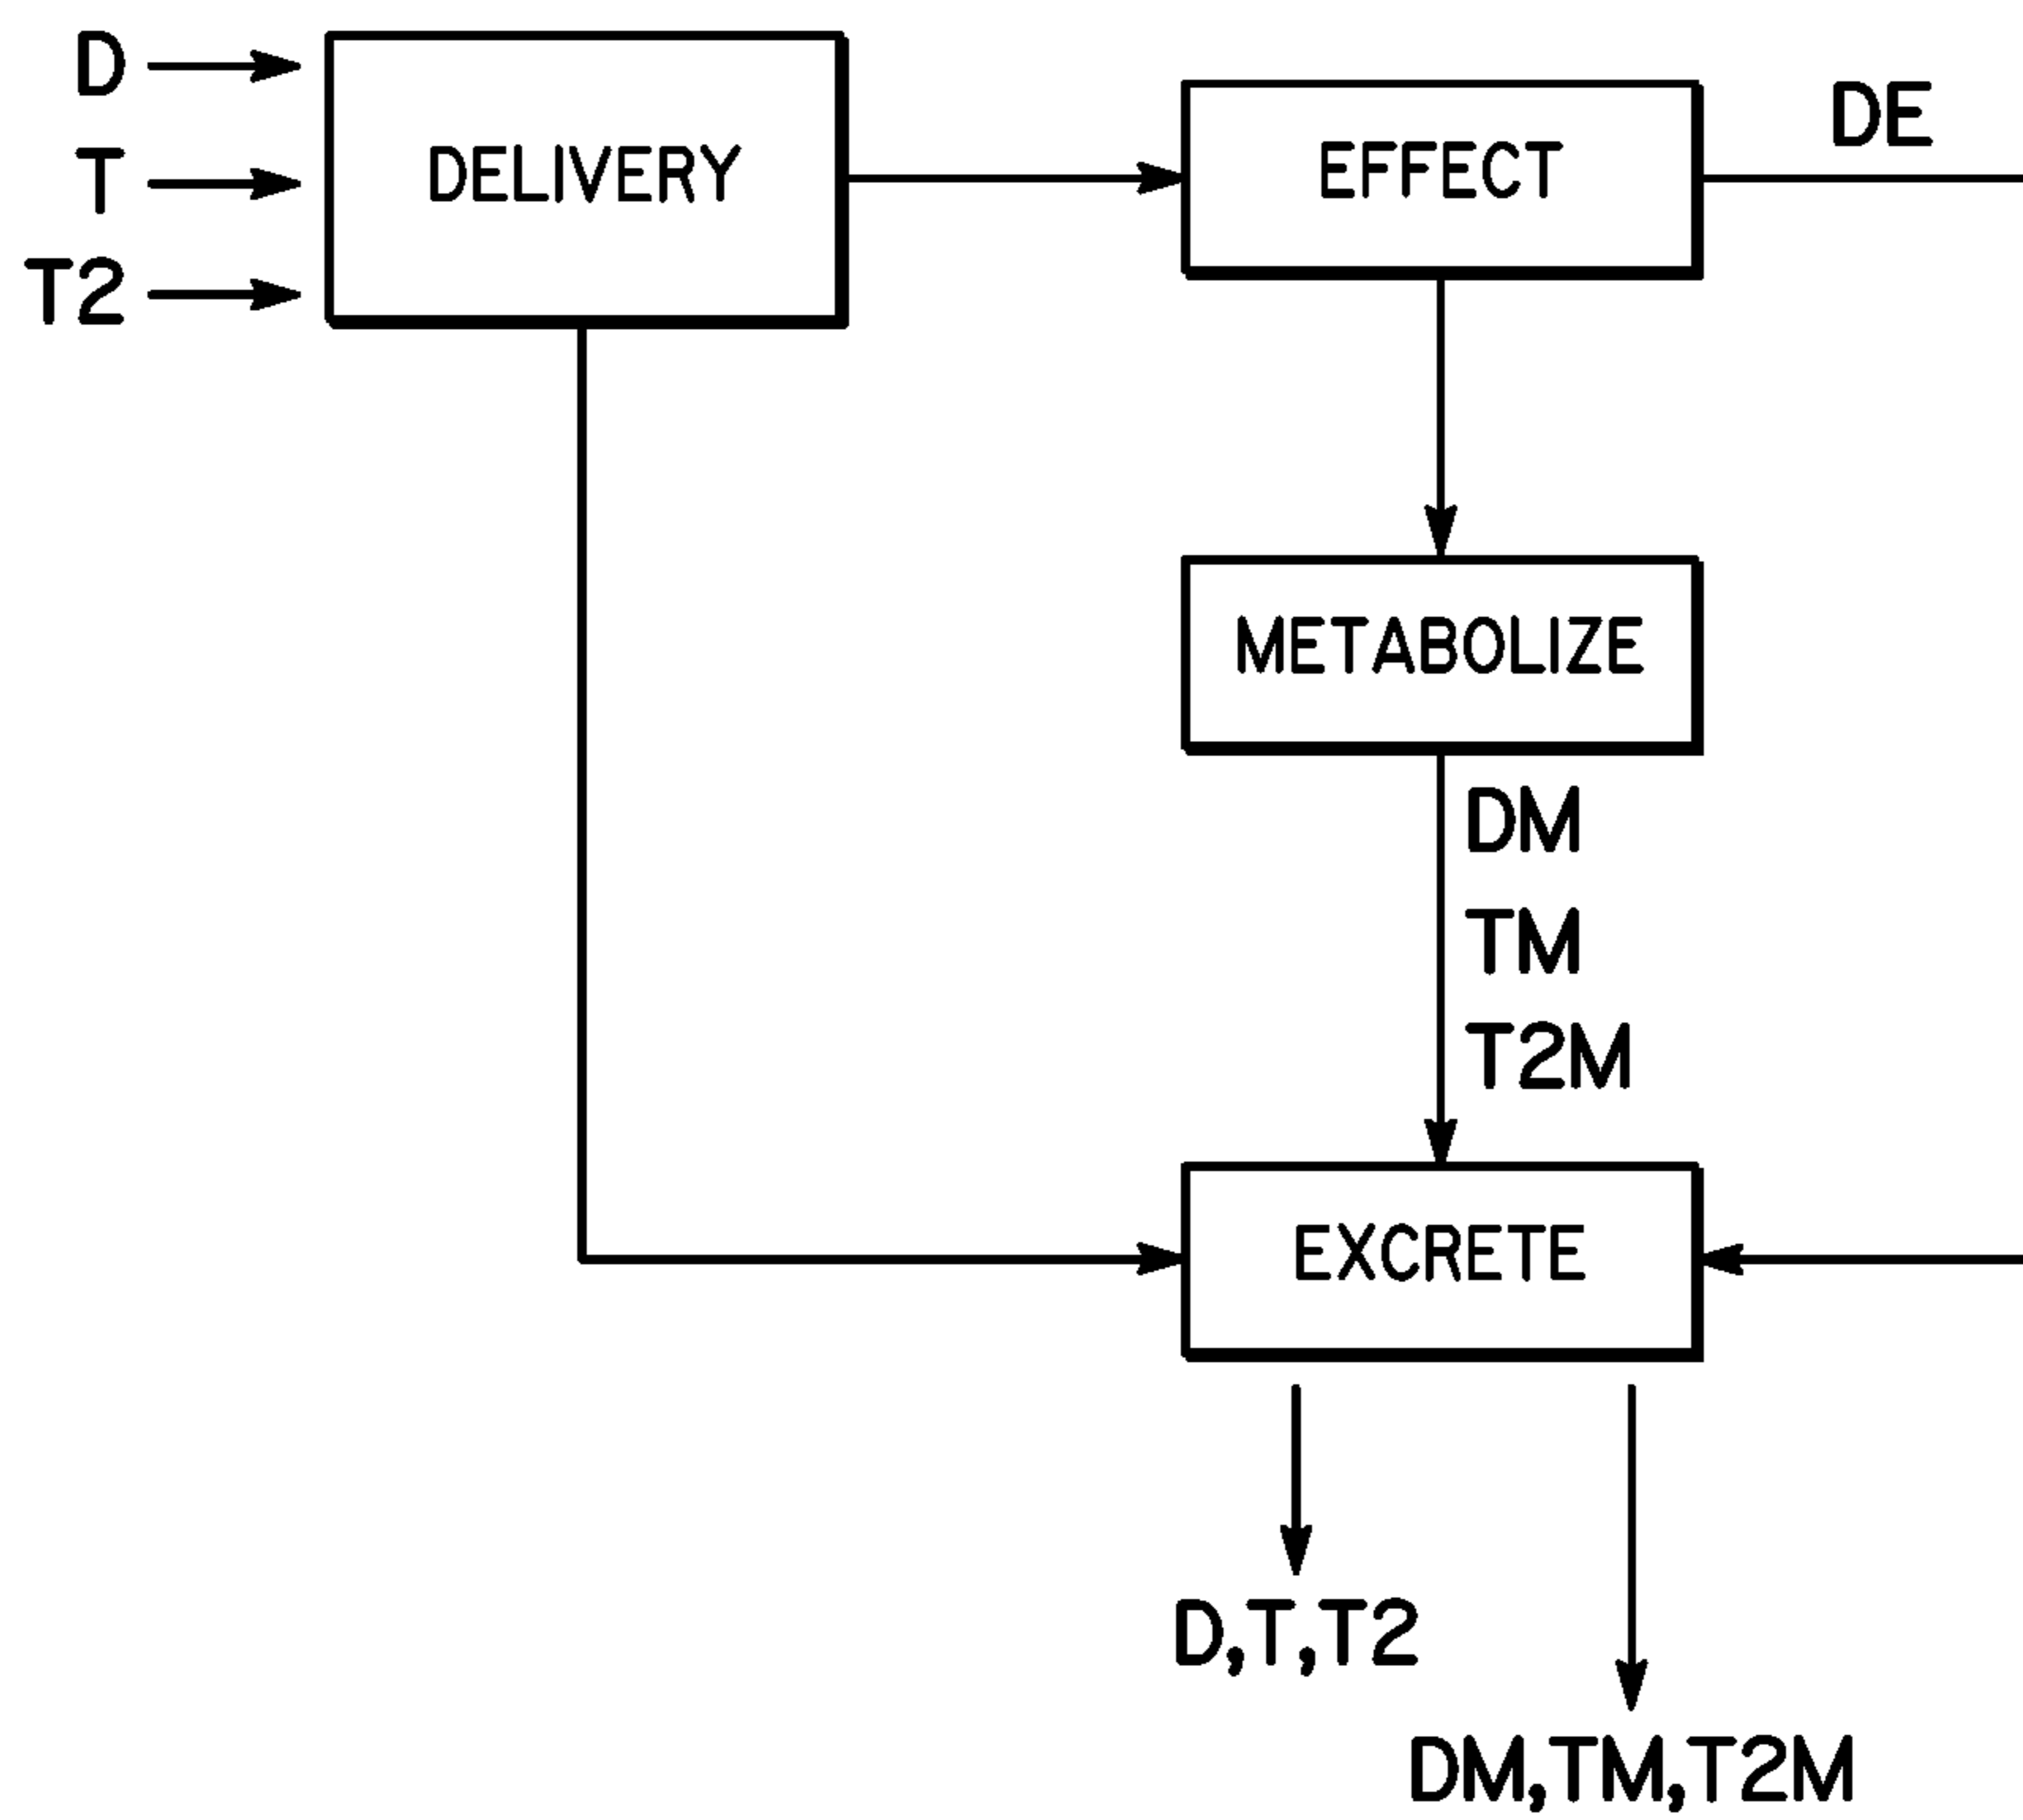 D
T
T2
DELIVERY
EFFECT
DE
METABOLIZE
DM
TM
T2M
EXCRETE
D,T,T2
DM,TM,T2M